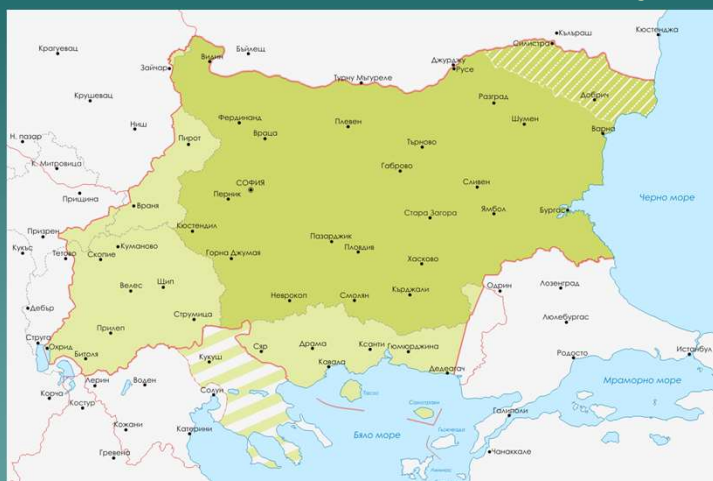 Крагуевац
Зайчар
Видин
Бъйлещ
Кълъраш
Силистра
Кюстенджа
Джурджу
Русе
Турну Мъгуреле
Крушевац
Разград
Добрич
Н. пазар
Ниш
Фердинанд
Плевен
Шумен
Варна
Пирот
Враца
Търново
К. Митровица
Габрово
Прищина
СОФИЯ
Сливен
Черно море
Перник
Враня
Стара Загора
Ямбол
Бургас
Призрен
Кюстендил
Пазарджик
Кукъс
Тетово
Куманово
Скопие
Горна Джумая
Пловдив
Хасково
Велес
Щип
Неврокоп
Смолян
Кърджали
Одрин
Лозенград
Дебър
Струмица
Люлебургас
Струга
Прилеп
Охрид
Битоля
Кукуш
Сяр
Драма
Ксанти
Гюмюрджина
Кавала
Дедеагач
Родосто
Истанбул
Лерин
Воден
Солун
Мраморно море
Корча
Костур
Галиполи
Кожани
Катерини
Бяло море
Гревена
Чанаккале